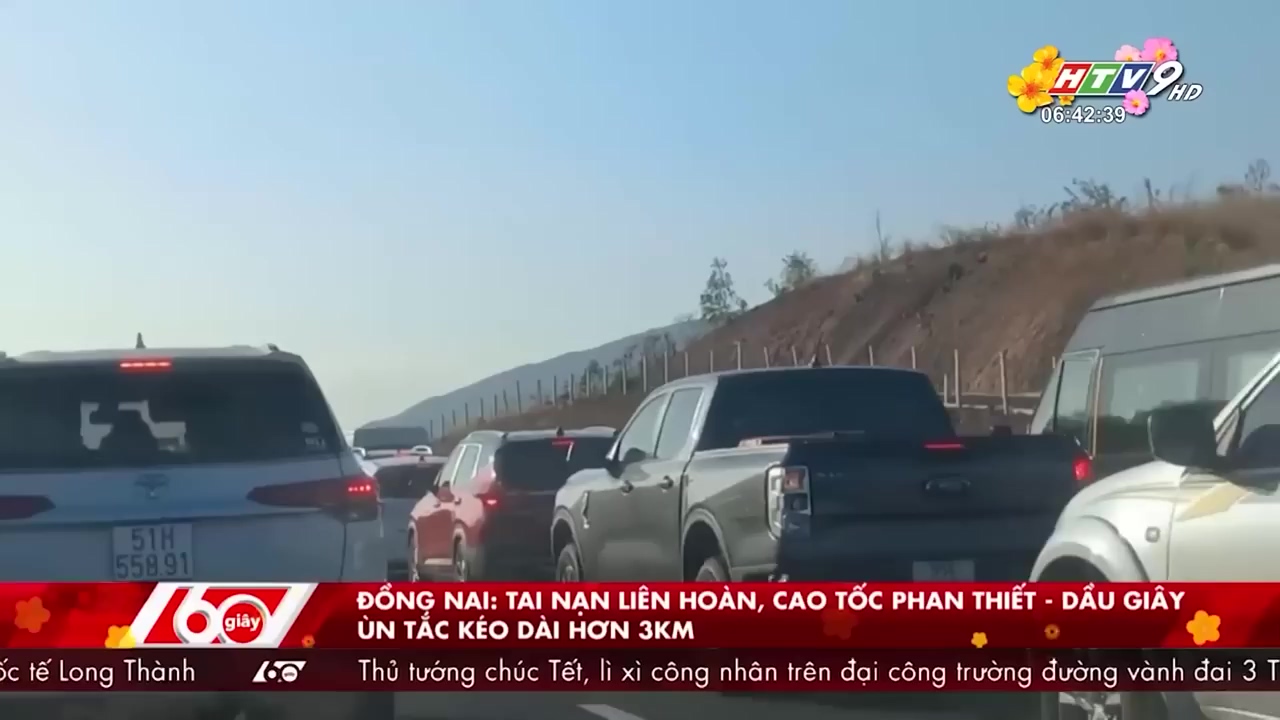 HTV9 HD
06:42:39
51H
558.91
60 giây
ĐỒNG NAI: TAI NẠN LIÊN HOÀN, CAO TỐC PHAN THIẾT - DẦU GIÂY
ÙN TẮC KÉO DÀI HƠN 3KM
ốc tế Long Thành 60 giây Thủ tướng chúc Tết, lì xì công nhân trên đại công trường đường vành đai 3 T